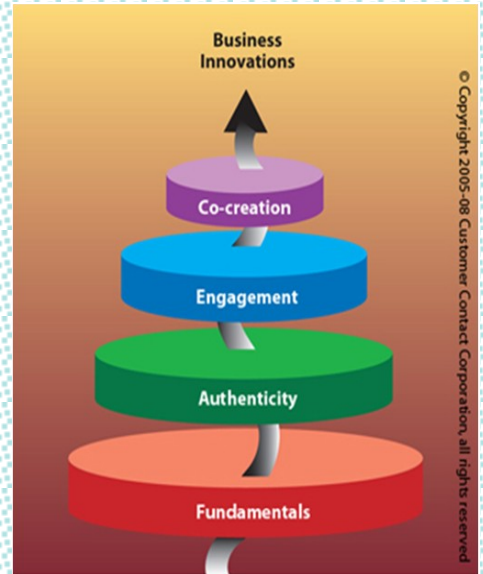 Business
Innovations
Co-creation
Engagement
Authenticity
Fundamentals
© Copyright 2005-08 Customer Contact Corporation, all rights reserved